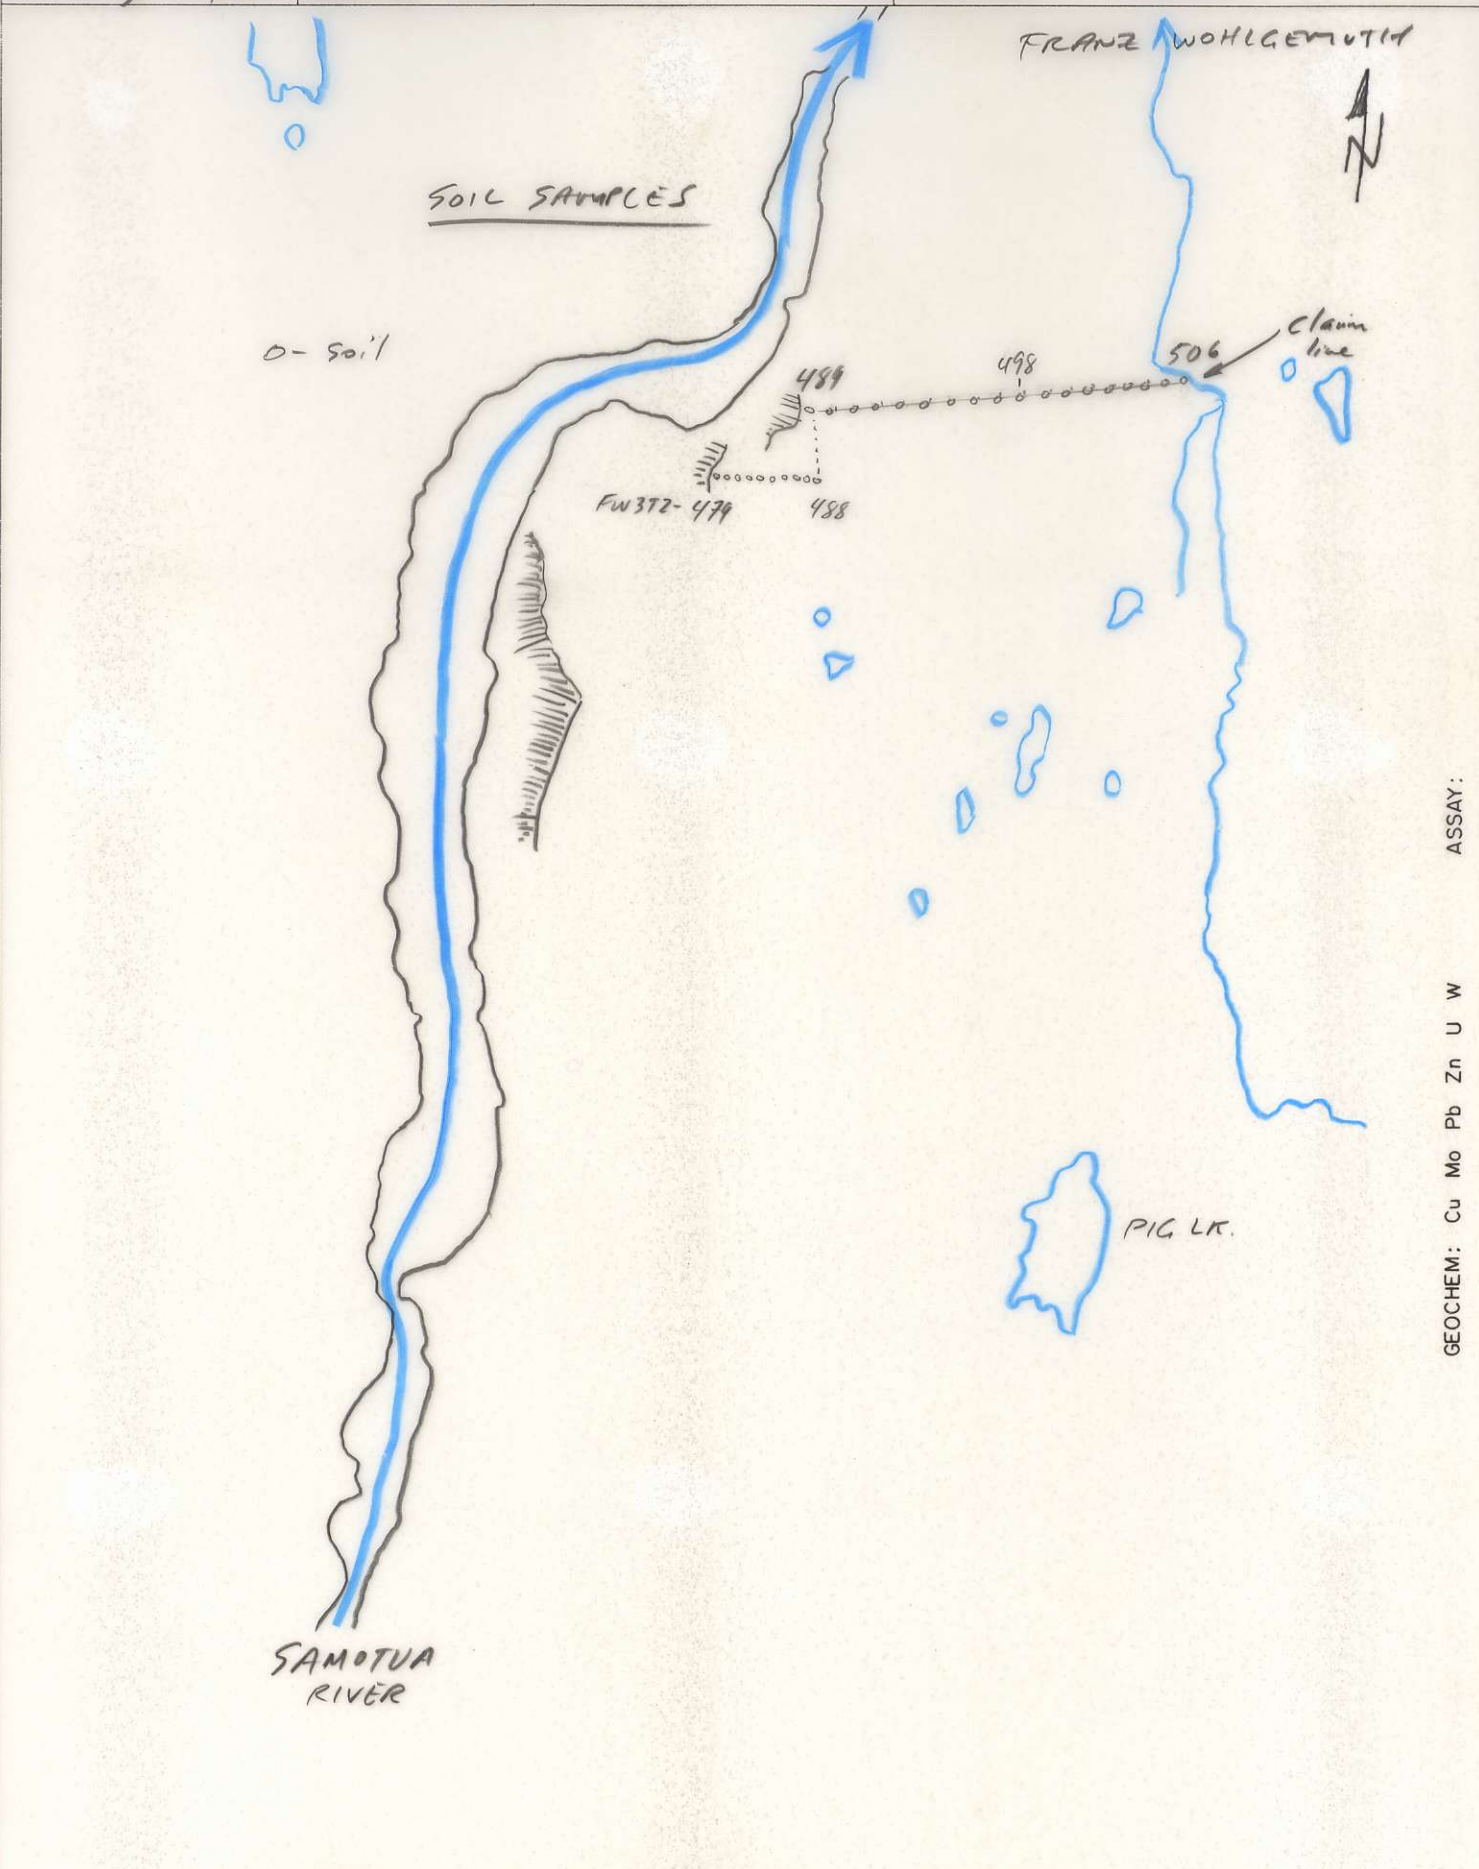 FRANZ WOHLGEMUTH
N
SOIL SAMPLES
O - Soil
Claim
line
506
498
489
FW3TZ- 479
488
PIG LK.
SAMOTUA
RIVER
ASSAY:
GEOCHEM: Cu Mo Pb Zn U W